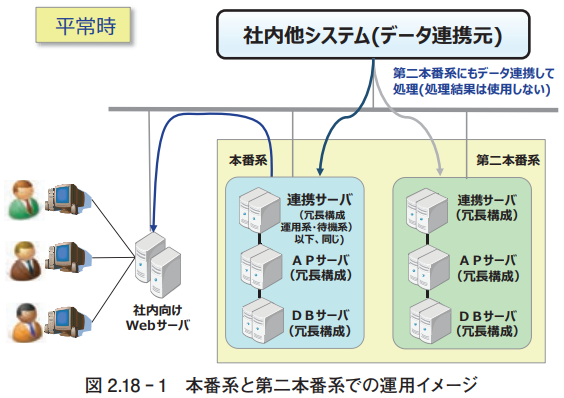 平常時
社内他システム(データ連携元)
第二本番系にもデータ連携して
処理(処理結果は使用しない)
本番系
第二本番系
連携サーバ
(冗長構成
運用系・待機系)
以下、同じ)
APサーバ
(冗長構成)
DBサーバ
(冗長構成)
連携サーバ
(冗長構成)
APサーバ
(冗長構成)
DBサーバ
(冗長構成)
社内向け
Webサーバ
図 2.18－1 本番系と第二本番系での運用イメージ